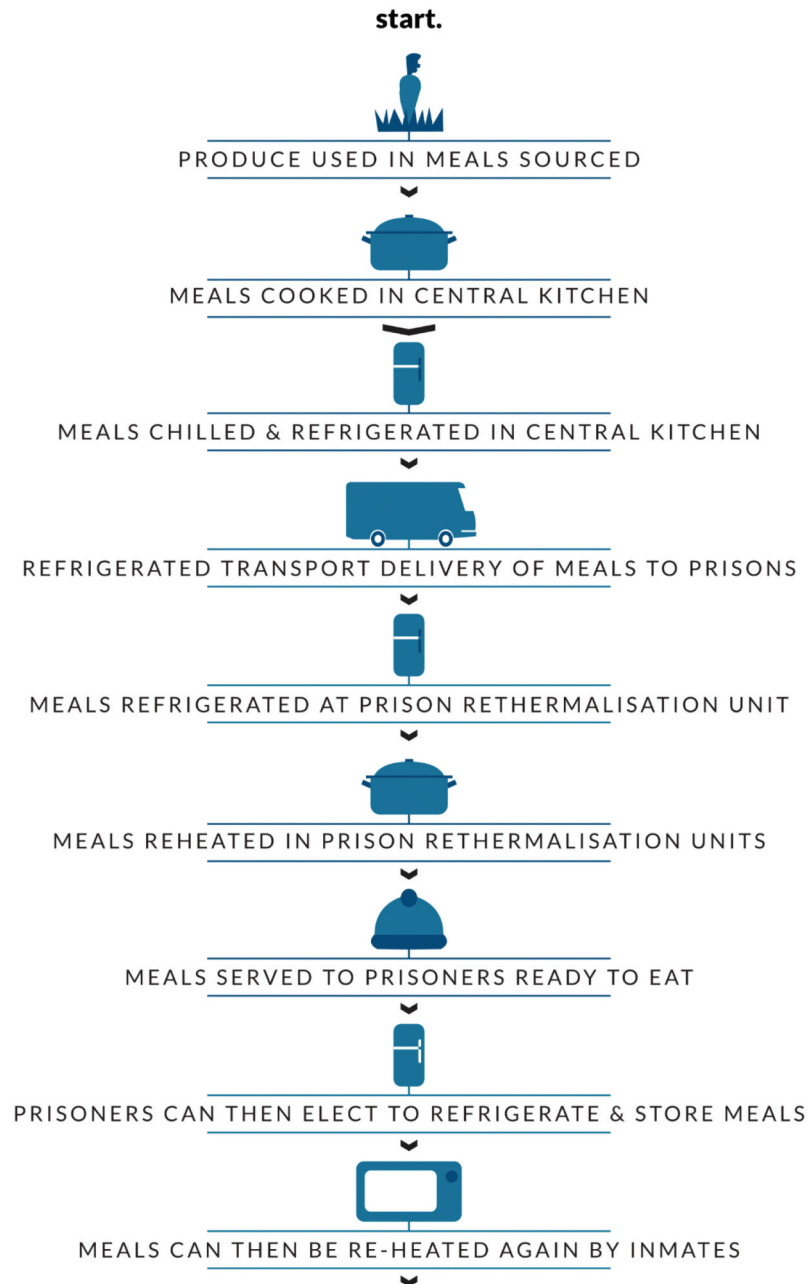 start.
PRODUCE USED IN MEALS SOURCED
MEALS COOKED IN CENTRAL KITCHEN
MEALS CHILLED & REFRIGERATED IN CENTRAL KITCHEN
REFRIGERATED TRANSPORT DELIVERY OF MEALS TO PRISONS
MEALS REFRIGERATED AT PRISON RETHERMALISATION UNIT
MEALS REHEATED IN PRISON RETHERMALISATION UNITS
MEALS SERVED TO PRISONERS READY TO EAT
PRISONERS CAN THEN ELECT TO REFRIGERATE & STORE MEALS
MEALS CAN THEN BE RE-HEATED AGAIN BY INMATES